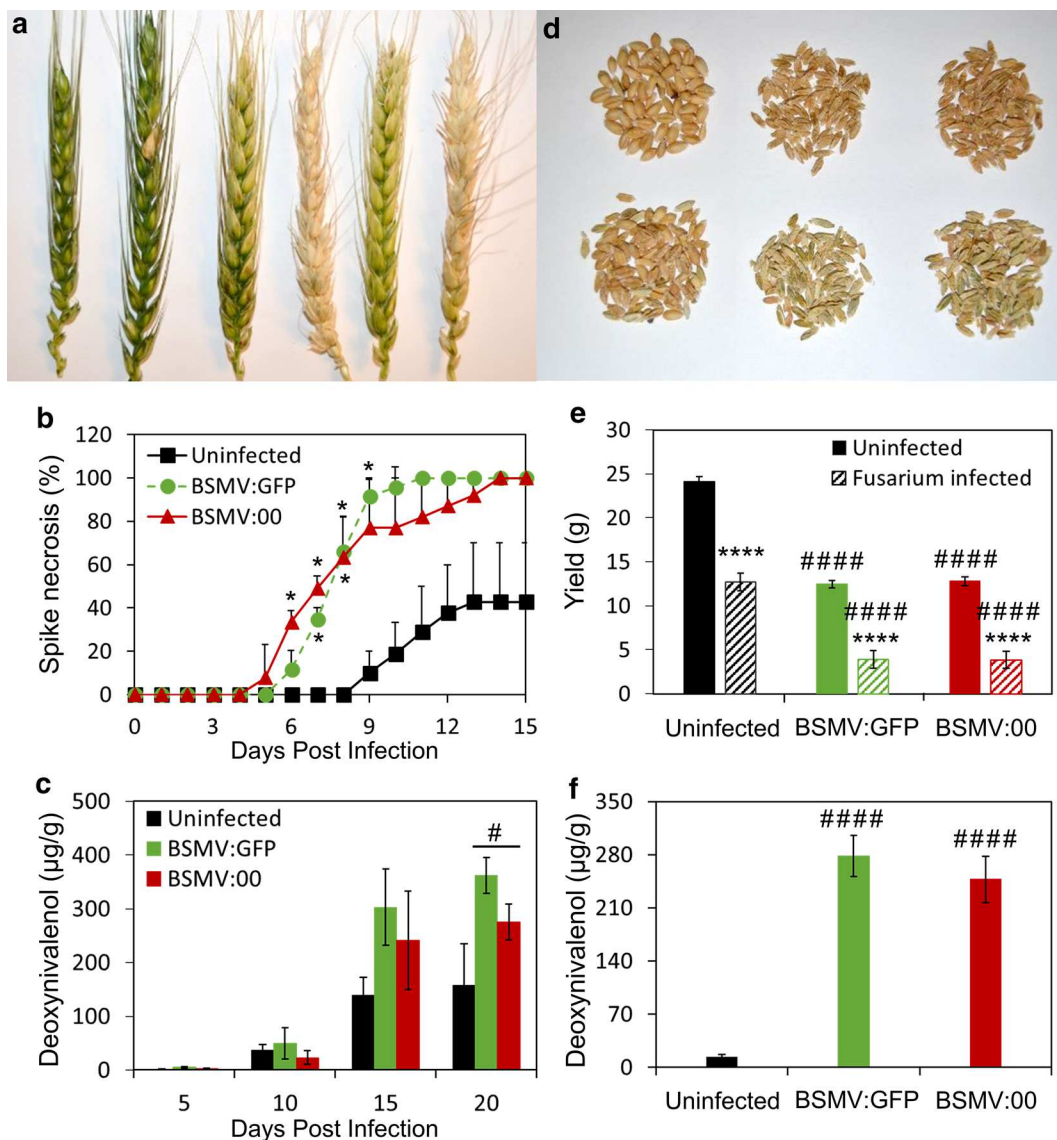 a
b
120
100
80
60
40
20
0
Spike necrosis (%)
Uninfected
BSMV:GFP
BSMV:00
*
*
*
*
*
*
0 3 6 9 12 15
Days Post Infection
c
500
400
300
200
100
0
Deoxynivalenol (µg/g)
Uninfected
BSMV:GFP
BSMV:00
#
5 10 15 20
Days Post Infection
d
e
30
25
20
15
10
5
0
Yield (g)
Uninfected
Fusarium infected
****
####
####
****
####
####
****
Uninfected BSMV:GFP BSMV:00
f
350
280
210
140
70
0
Deoxynivalenol (µg/g)
####
####
Uninfected BSMV:GFP BSMV:00